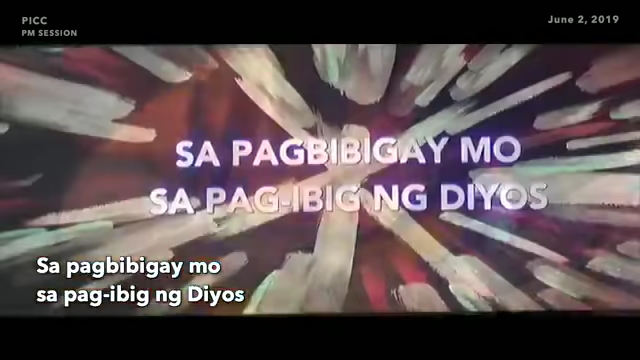 PICC
June 2, 2019
PM SESSION
SA PAGBIBIGAY MO
SA PAG-IBIG NG DIYOS
Sa pagbibigay mo
sa pag-ibig ng Diyos